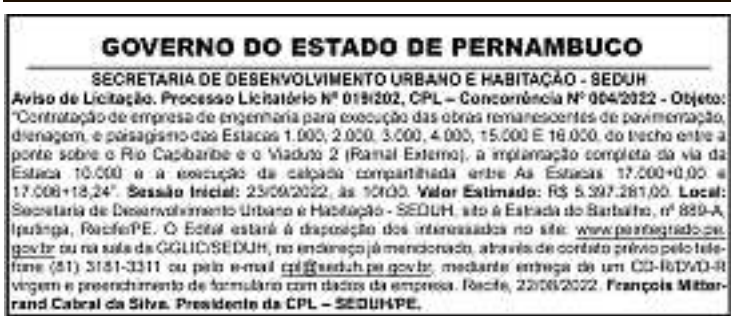 GOVERNO DO ESTADO DE PERNAMBUCO
SECRETARIA DE DESENVOLVIMENTO URBANO E HABITAÇÃO - SEDUH
Aviso de Licitação. Processo Licitatório Nº 019/202, CPL – Concorrência Nº 004/2022 - Objeto:
"Contratação de empresa de engenharia para execução das obras remanescentes de pavimentação,
drenagem, e paisagismo das Estacas 1.000, 2.000, 3.000, 4.000, 15.000 E 16.000, do trecho entre a
ponte sobre o Rio Capibaribe e o Viaduto 2 (Ramal Externo), a implantação completa da via da
Estaca 10.000 e a execução da calçada compartilhada entre As Estacas 17.000+0,00 e
17.006+18,24". Sessão Inicial: 23/09/2022, às 10h30. Valor Estimado: R$ 5.397.281,00. Local:
Secretaria de Desenvolvimento Urbano e Habitação - SEDUH, sito à Estrada do Barbalho, nº 889-A,
Iputinga, Recife/PE. O Edital estará à disposição dos interessados no site: www.peintegrado.pe.
gov.br ou na sala da GGLIC/SEDUH, no endereço já mencionado, através de contato prévio pelo tele-
fone (81) 3181-3311 ou pelo e-mail cpl@seduh.pe.gov.br, mediante entrega de um CD-R/DVD-R
virgem e preenchimento de formulário com dados da empresa. Recife, 22/08/2022. François Mitter-
rand Cabral da Silva. Presidente da CPL – SEDUH/PE.